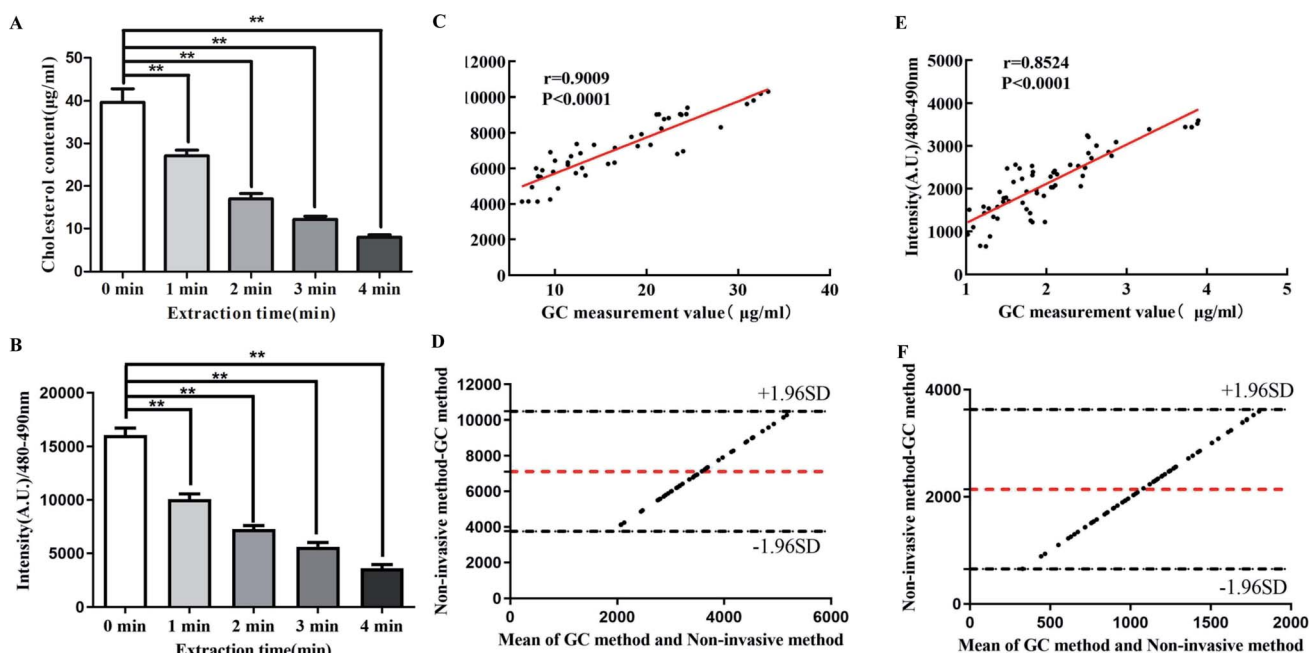 A
**
**
**
**
Cholesterol content(μg/ml)
50
40
30
20
10
0
0 min 1 min 2 min 3 min 4 min
Extraction time(min)
B
**
**
**
**
Intensity(A.U.)/480-490nm
20000
15000
10000
5000
0
0 min 1 min 2 min 3 min 4 min
Extraction time(min)
C
r=0.9009
P<0.0001
12000
10000
8000
6000
4000
2000
0
10 20 30 40
GC measurement value( μg/ml)
D
Non-invasive method-GC method
12000
10000
8000
6000
4000
2000
0
+1.96SD
-1.96SD
0 2000 4000 6000
Mean of GC method and Non-invasive method
E
r=0.8524
P<0.0001
Intensity(A.U.)/480-490nm
5000
4000
3000
2000
1000
0
1 2 3 4 5
GC measurement value( μg/ml)
F
Non-invasive method-GC method
4000
2000
0
+1.96SD
-1.96SD
0 500 1000 1500 2000
Mean of GC method and Non-invasive method